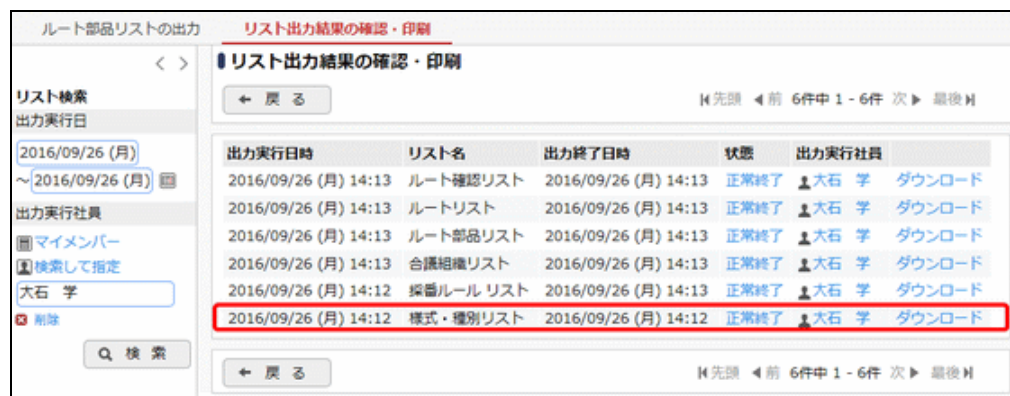 ルート部品リストの出力 リスト出力結果の確認・印刷
リスト検索
出力実行日
2016/09/26 (月)
～2016/09/26 (月)
出力実行社員
マイメンバー
検索して指定
大石 学
削除
検 索
リスト出力結果の確認・印刷
戻 る 先頭 前 6件中 1 - 6件 次 最後
出力実行日時 リスト名 出力終了日時 状態 出力実行社員
2016/09/26 (月) 14:13 ルート確認リスト 2016/09/26 (月) 14:13 正常終了 大石 学 ダウンロード
2016/09/26 (月) 14:13 ルートリスト 2016/09/26 (月) 14:13 正常終了 大石 学 ダウンロード
2016/09/26 (月) 14:13 ルート部品リスト 2016/09/26 (月) 14:13 正常終了 大石 学 ダウンロード
2016/09/26 (月) 14:13 合議組織リスト 2016/09/26 (月) 14:13 正常終了 大石 学 ダウンロード
2016/09/26 (月) 14:12 採番ルール リスト 2016/09/26 (月) 14:13 正常終了 大石 学 ダウンロード
2016/09/26 (月) 14:12 様式・種別リスト 2016/09/26 (月) 14:12 正常終了 大石 学 ダウンロード
戻 る 先頭 前 6件中 1 - 6件 次 最後